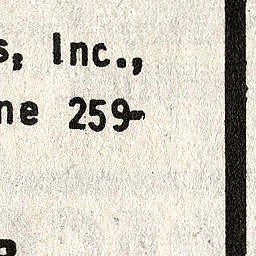 s, Inc.,
ne 259-